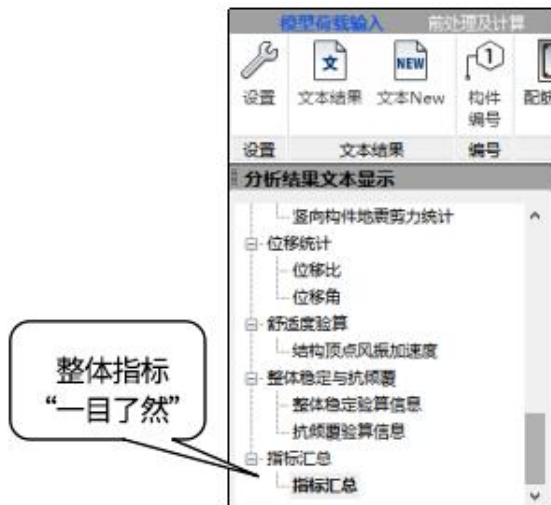 模型荷载输入 前处理及计算
文
NEW
1
设置 文本结果 文本New 构件
编号
设置 文本结果 编号
分析结果文本显示
竖向构件地震剪力统计
位移统计
位移比
位移角
舒适度验算
结构顶点风振加速度
整体稳定与抗倾覆
整体稳定验算信息
抗倾覆验算信息
指标汇总
指标汇总
整体指标
“一目了然”